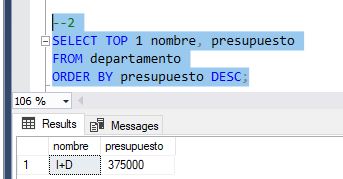 --2
SELECT TOP 1 nombre, presupuesto
FROM departamento
ORDER BY presupuesto DESC;
106 %
Results Messages
nombre presupuesto
1 I+D 375000